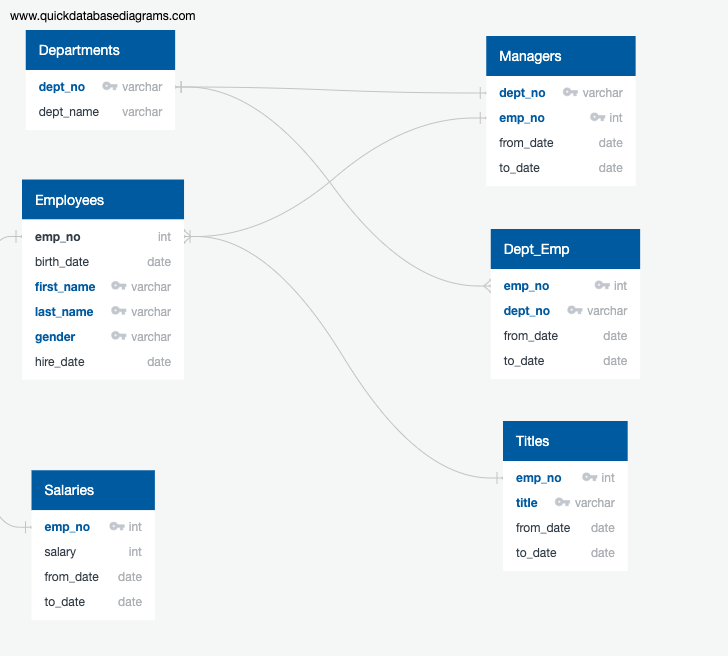 www.quickdatabasediagrams.com
Departments
dept_no varchar
dept_name varchar
Managers
dept_no varchar
emp_no int
from_date date
to_date date
Employees
emp_no int
birth_date date
first_name varchar
last_name varchar
gender varchar
hire_date date
Dept_Emp
emp_no int
dept_no varchar
from_date date
to_date date
Titles
emp_no int
title varchar
from_date date
to_date date
Salaries
emp_no int
salary int
from_date date
to_date date